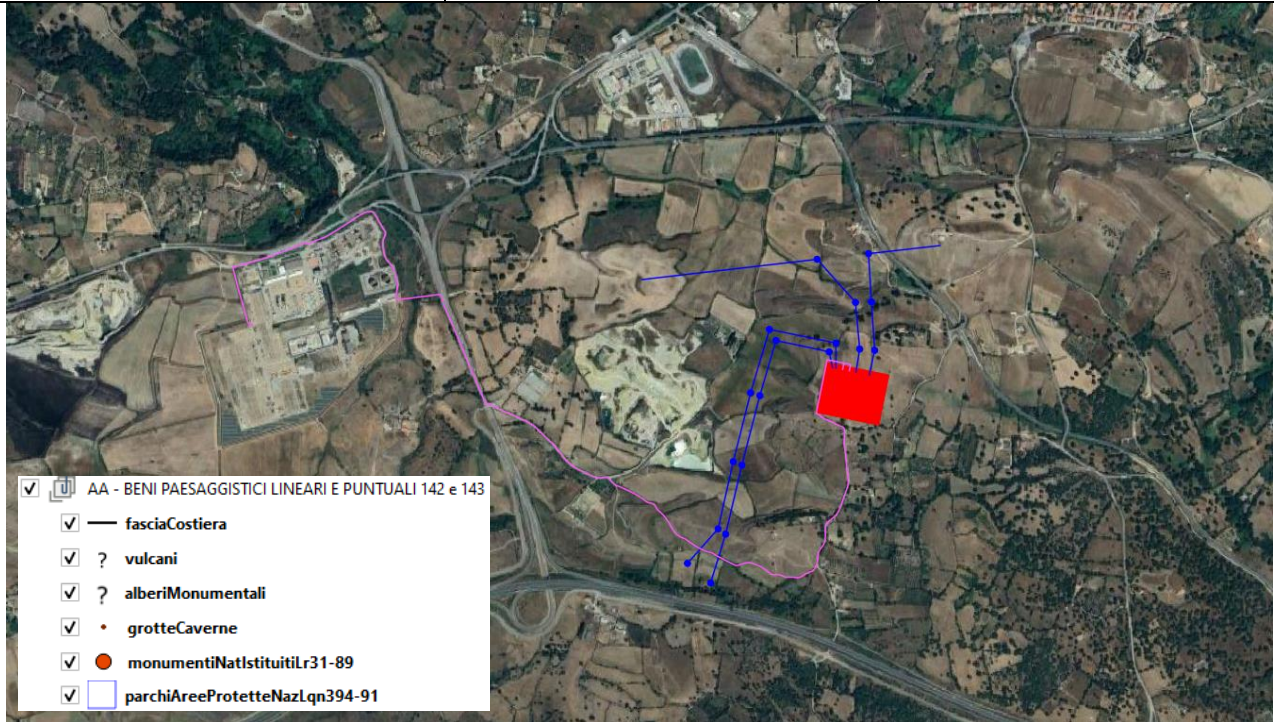 AA - BENI PAESAGGISTICI LINEARI E PUNTUALI 142 e 143
fasciaCostiera
? vulcani
? alberiMonumentali
grotteCaverne
monumentiNatIstituitiLr31-89
parchiAreeProtetteNazLqn394-91